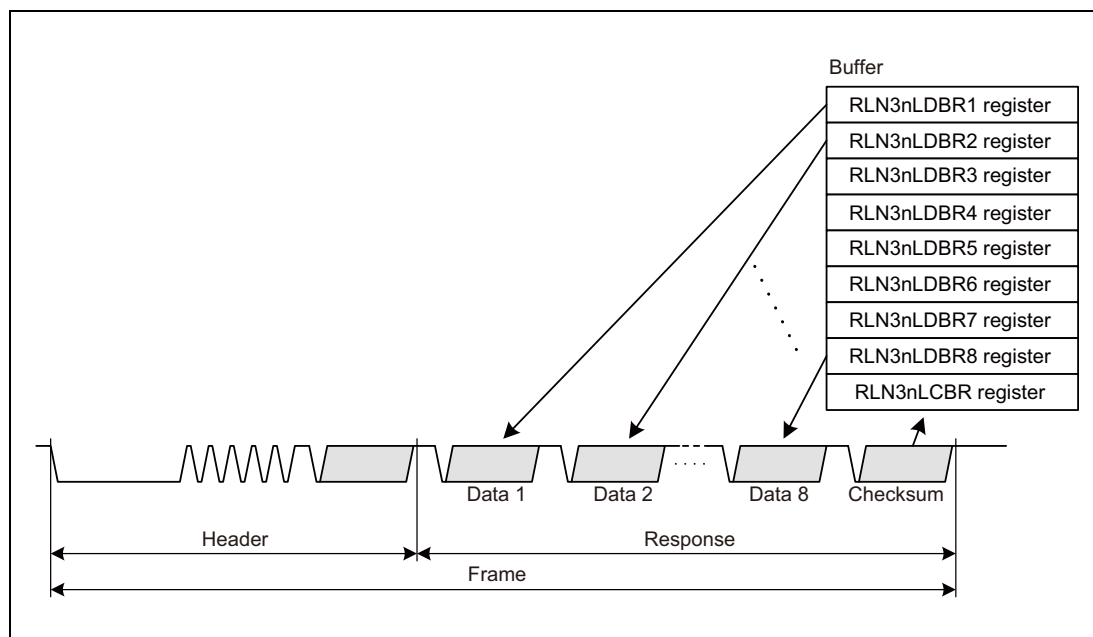 Buffer
RLN3nLDBR1 register
RLN3nLDBR2 register
RLN3nLDBR3 register
RLN3nLDBR4 register
RLN3nLDBR5 register
RLN3nLDBR6 register
RLN3nLDBR7 register
RLN3nLDBR8 register
RLN3nLCBR register
Data 1 Data 2 Data 8 Checksum
Header Response
Frame